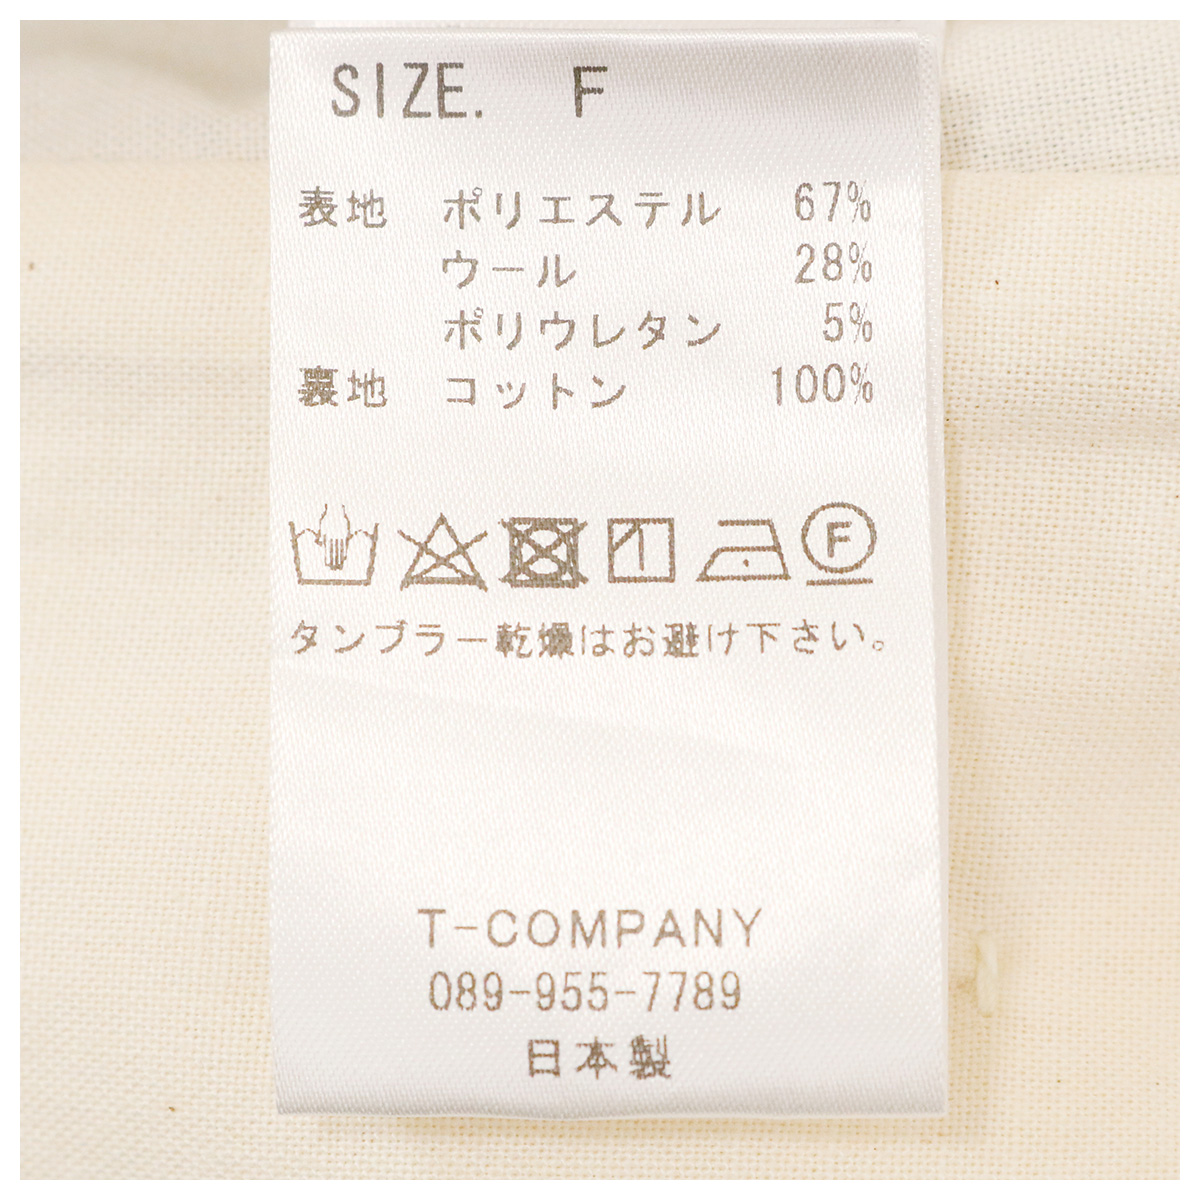 SIZE. F
表地 ポリエステル 67%
ウール 28%
ポリウレタン 5%
裏地 コットン 100%
F
タンブラー乾燥はお避け下さい。
T-COMPANY
089-955-7789
日本製